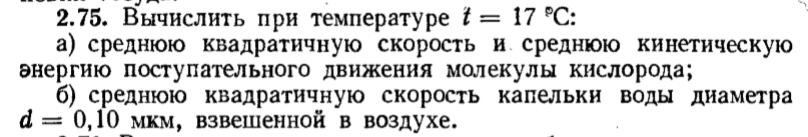 2.75. Вычислить при температуре t = 17 °C:
а) среднюю квадратичную скорость и среднюю кинетическую
энергию поступательного движения молекулы кислорода;
б) среднюю квадратичную скорость капельки воды диаметра
d = 0,10 мкм, взвешенной в воздухе.